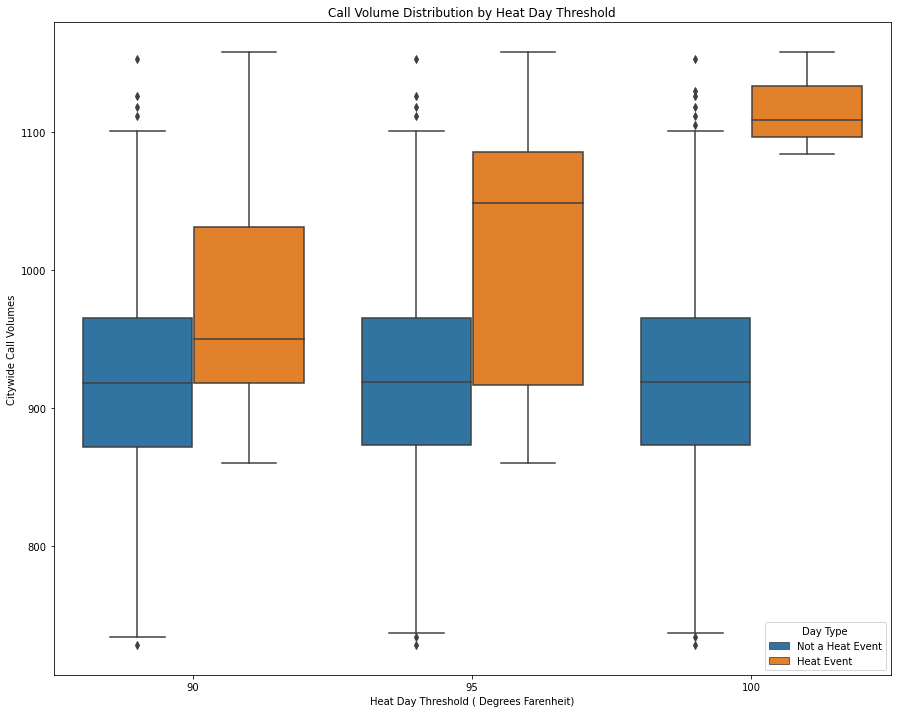 Call Volume Distribution by Heat Day Threshold
Citywide Call Volumes
1100
1000
900
800
90
95
100
Heat Day Threshold ( Degrees Farenheit)
Day Type
Not a Heat Event
Heat Event